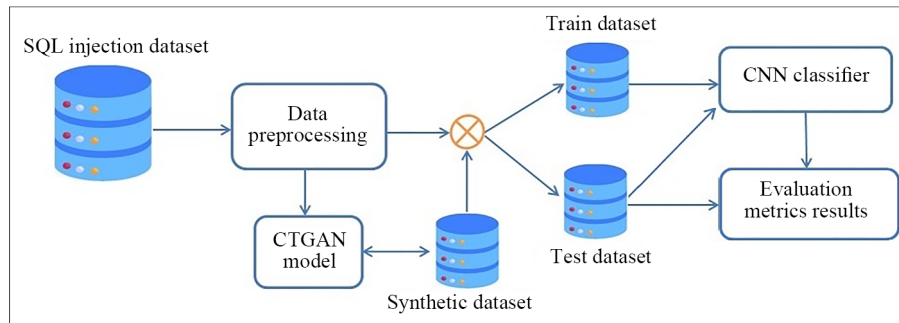 SQL injection dataset
Data
preprocessing
CTGAN
model
Synthetic dataset
Train dataset
Test dataset
CNN classifier
Evaluation
metrics results